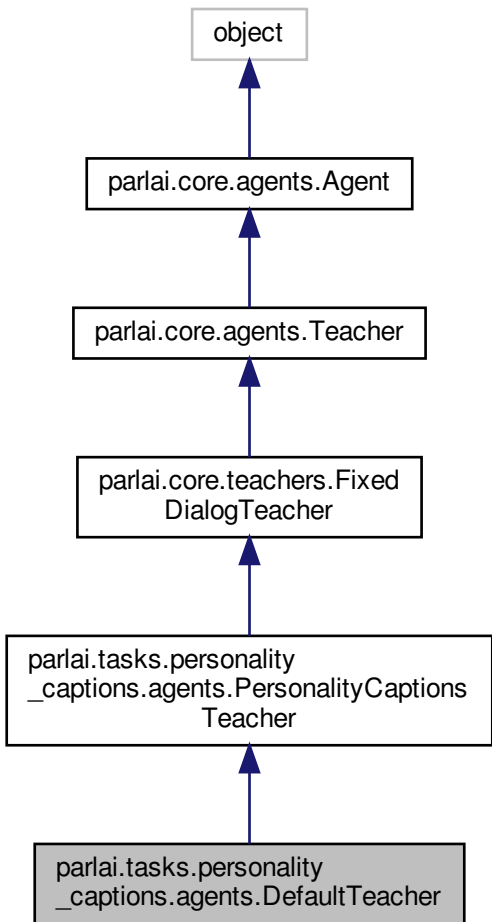 object
parlai.core.agents.Agent
parlai.core.agents.Teacher
parlai.core.teachers.Fixed
DialogTeacher
parlai.tasks.personality
_captions.agents.PersonalityCaptions
Teacher
parlai.tasks.personality
_captions.agents.DefaultTeacher